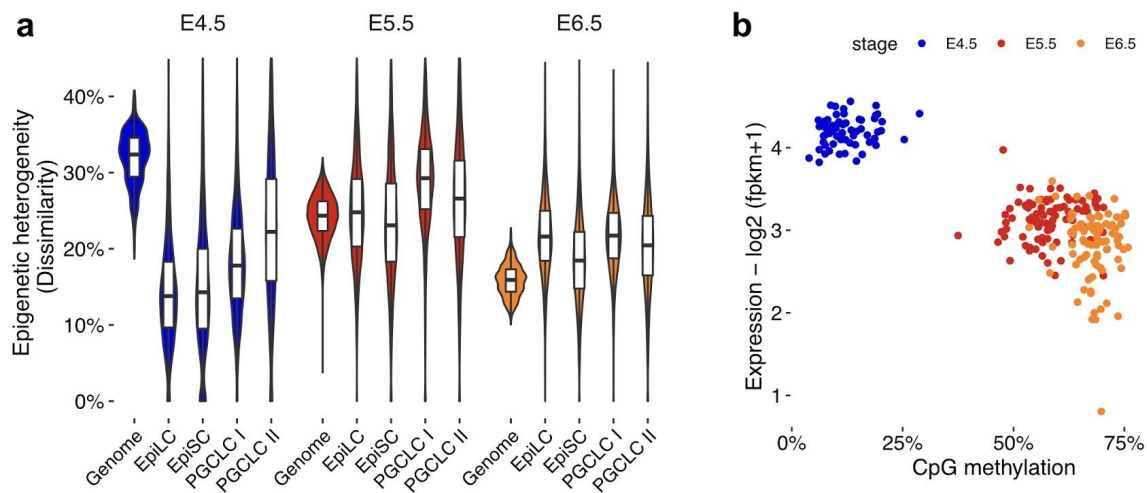 a
E4.5 E5.5 E6.5
Epigenetic heterogeneity
(Dissimilarity)
40%
30%
20%
10%
0%
Genome EpiLC EpiSC PGCLC I PGCLC II Genome EpiLC EpiSC PGCLC I PGCLC II Genome EpiLC EpiSC PGCLC I PGCLC II
b
stage E4.5 E5.5 E6.5
Expression – log2 (fpkm+1)
4
3
2
1
0% 25% 50% 75%
CpG methylation